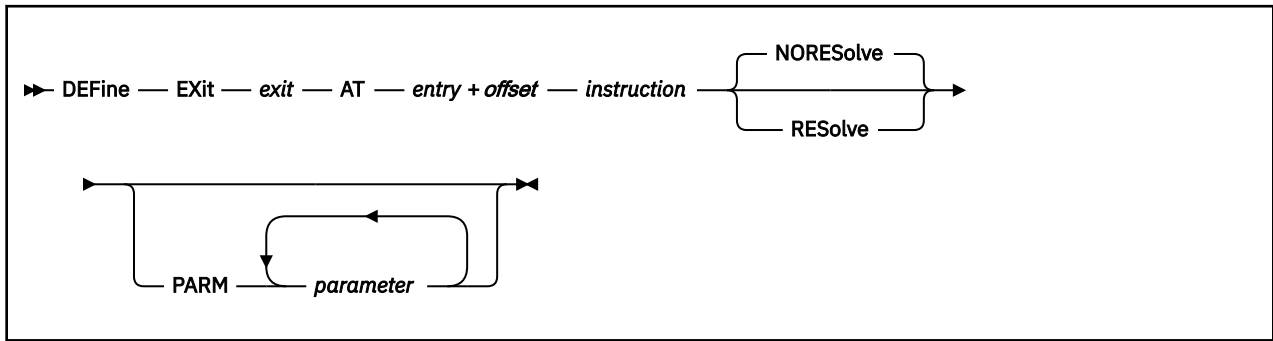 NORESolve
DEFine EXit exit AT entry + offset instruction
RESolve
PARM parameter